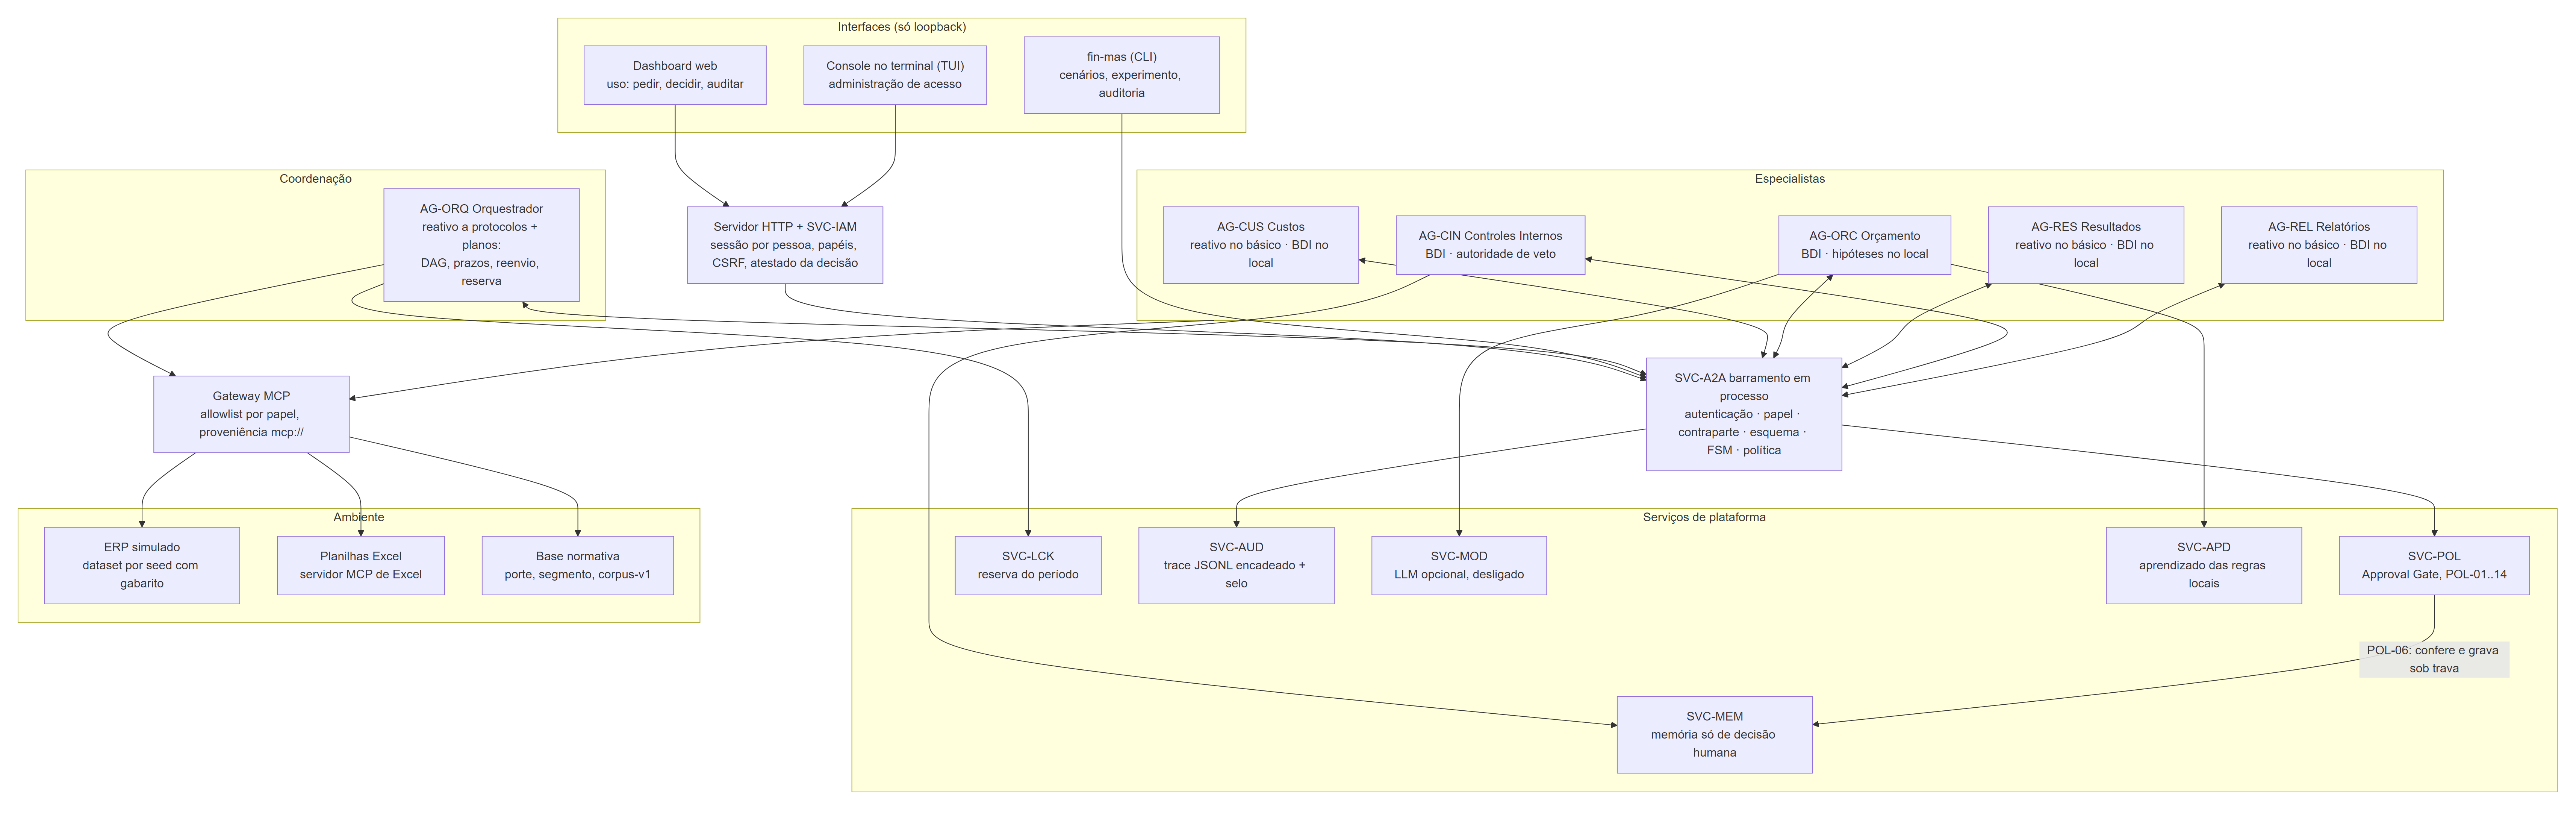 Interfaces (só loopback)
Dashboard web
uso: pedir, decidir, auditar
Console no terminal (TUI)
administração de acesso
fin-mas (CLI)
cenários, experimento,
auditoria
Coordenação
AG-ORQ Orquestrador
reativo a protocolos +
planos:
DAG, prazos, reenvio,
reserva
Servidor HTTP + SVC-IAM
sessão por pessoa, papéis,
CSRF, atestado da decisão
Especialistas
AG-CUS Custos
reativo no básico · BDI no
local
AG-CIN Controles Internos
BDI · autoridade de veto
AG-ORC Orçamento
BDI · hipóteses no local
AG-RES Resultados
reativo no básico · BDI no
local
AG-REL Relatórios
reativo no básico · BDI no
local
Gateway MCP
allowlist por papel,
proveniência mcp://
SVC-A2A barramento em
processo
autenticação · papel ·
contraparte · esquema ·
FSM · política
Ambiente
ERP simulado
dataset por seed com
gabarito
Planilhas Excel
servidor MCP de Excel
Base normativa
porte, segmento, corpus-v1
Serviços de plataforma
SVC-LCK
reserva do período
SVC-AUD
trace JSONL encadeado +
selo
SVC-MOD
LLM opcional, desligado
SVC-APD
aprendizado das regras
locais
SVC-POL
Approval Gate, POL-01..14
POL-06: confere e grava
sob trava
SVC-MEM
memória só de decisão
humana